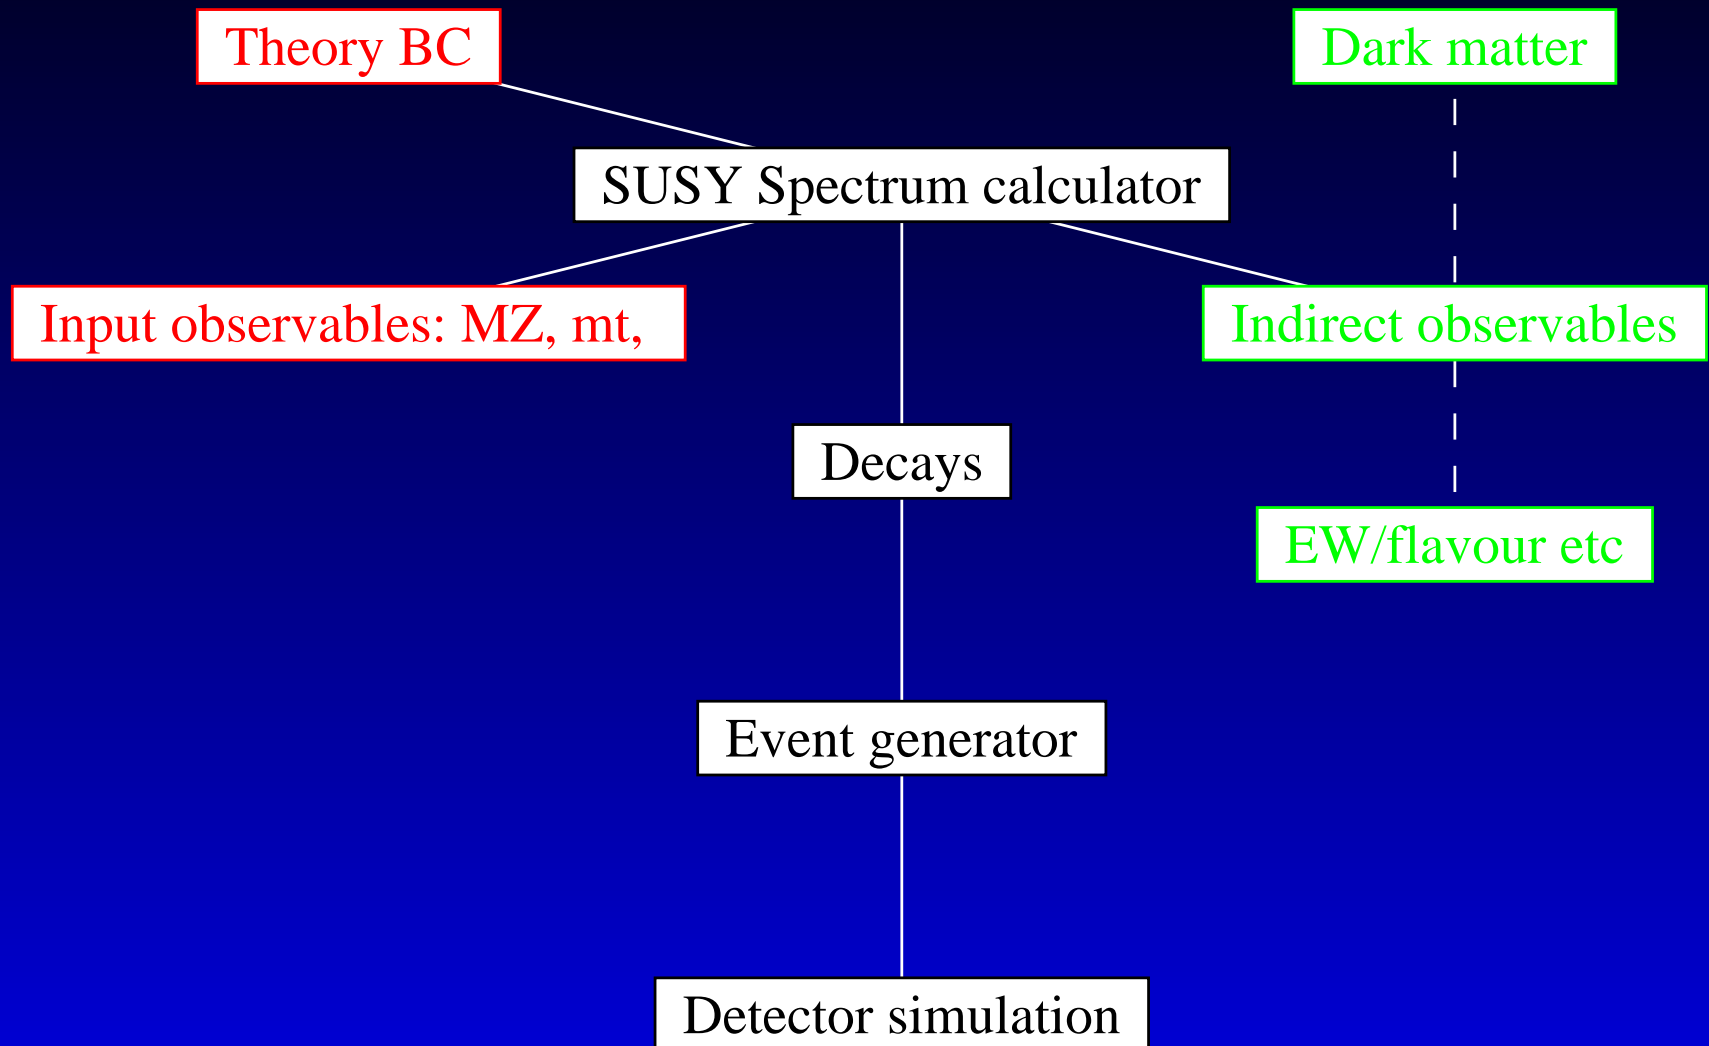 Theory BC
Dark matter
SUSY Spectrum calculator
Input observables: MZ, mt,
Indirect observables
Decays
EW/flavour etc
Event generator
Detector simulation